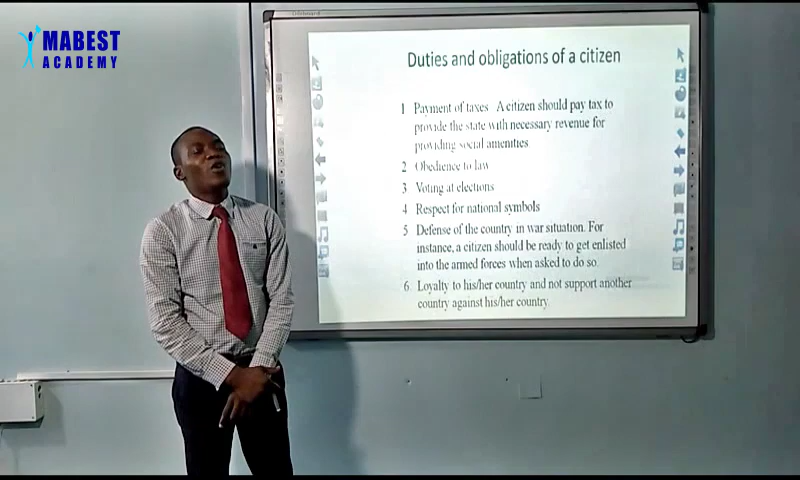 MABEST
ACADEMY
Duties and obligations of a citizen
1 Payment of taxes A citizen should pay tax to
provide the state with necessary revenue for
providing social amenities
2 Obedience to law
3 Voting at elections
4 Respect for national symbols
5 Defense of the country in war situation. For
instance, a citizen should be ready to get enlisted
into the armed forces when asked to do so.
6 Loyalty to his/her country and not support another
country against his/her country.